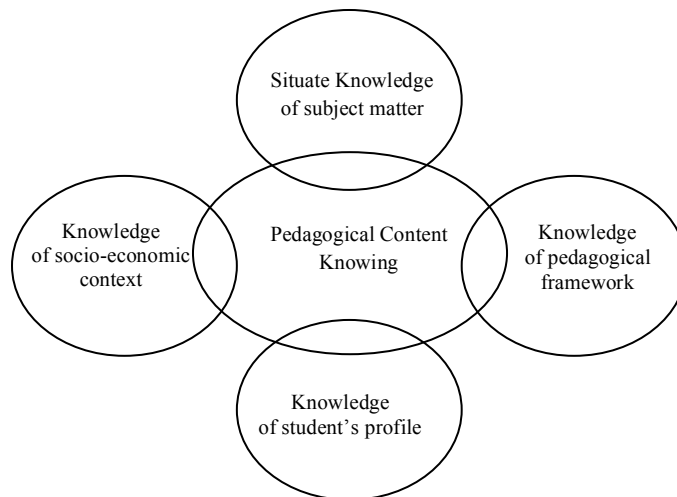 Situate Knowledge
of subject matter
Knowledge
of socio-economic
context
Pedagogical Content
Knowing
Knowledge
of pedagogical
framework
Knowledge
of student’s profile